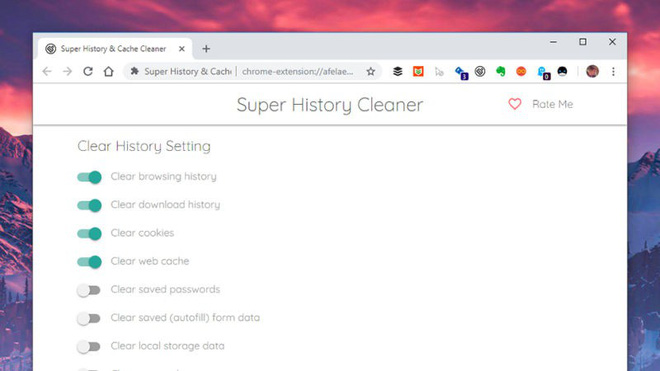 Super History & Cache Cleaner
Super History & Cach
chrome-extension://afelae...
3
0
Super History Cleaner
Rate Me
Clear History Setting
Clear browsing history
Clear download history
Clear cookies
Clear web cache
Clear saved passwords
Clear saved (autofill) form data
Clear local storage data